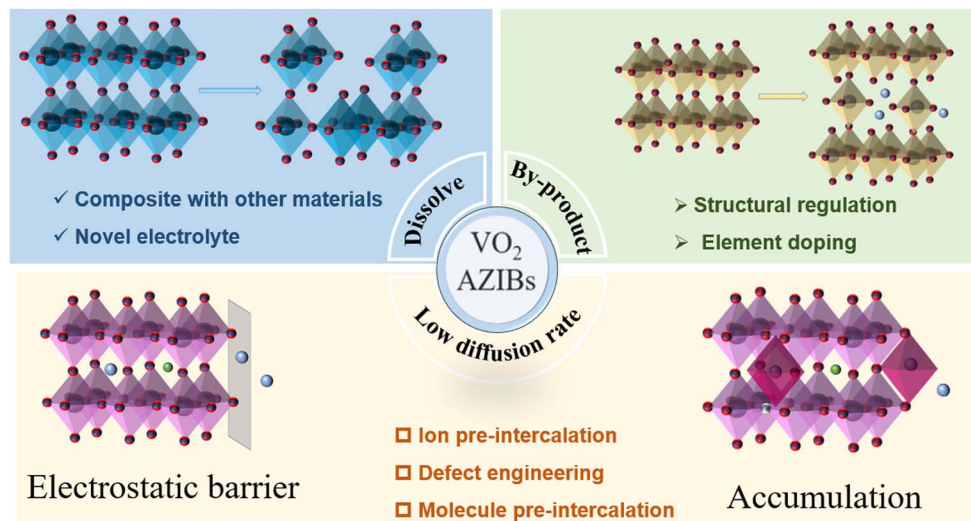 ✓ Composite with other materials
✓ Novel electrolyte
Dissolve
By-product
➢ Structural regulation
➢ Element doping
VO₂
AZIBs
Low diffusion rate
Electrostatic barrier
❑ Ion pre-intercalation
❑ Defect engineering
❑ Molecule pre-intercalation
Accumulation